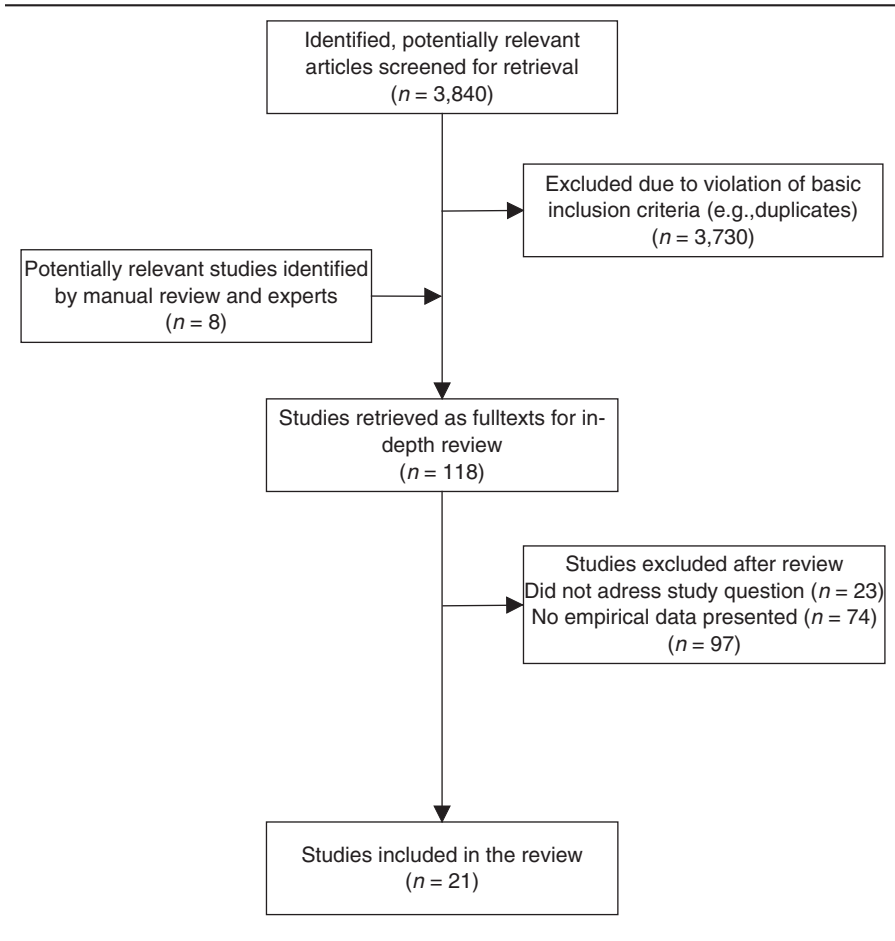 Identified, potentially relevant
articles screened for retrieval
(n = 3,840)
Excluded due to violation of basic
inclusion criteria (e.g.,duplicates)
(n = 3,730)
Potentially relevant studies identified
by manual review and experts
(n = 8)
Studies retrieved as fulltexts for in-
depth review
(n = 118)
Studies excluded after review
Did not adress study question (n = 23)
No empirical data presented (n = 74)
(n = 97)
Studies included in the review
(n = 21)